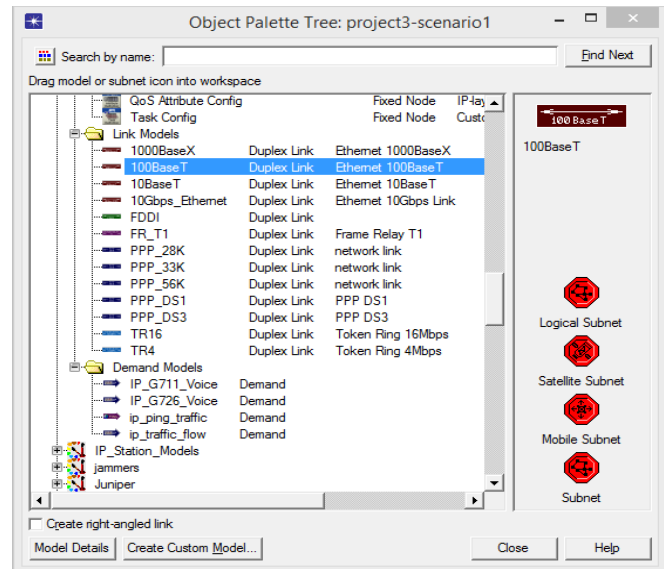 Object Palette Tree: project3-scenario1
Search by name:
Find Next
Drag model or subnet icon into workspace
QoS Attribute Config Fixed Node IP-lay
Task Config Fixed Node Custo
Link Models
1000BaseX Duplex Link Ethernet 1000BaseX
100BaseT Duplex Link Ethernet 100BaseT
10BaseT Duplex Link Ethernet 10BaseT
10Gbps_Ethernet Duplex Link Ethernet 10Gbps Link
FDDI Duplex Link
FR_T1 Duplex Link Frame Relay T1
PPP_28K Duplex Link network link
PPP_33K Duplex Link network link
PPP_56K Duplex Link network link
PPP_DS1 Duplex Link PPP DS1
PPP_DS3 Duplex Link PPP DS3
TR16 Duplex Link Token Ring 16Mbps
TR4 Duplex Link Token Ring 4Mbps
Demand Models
IP_G711_Voice Demand
IP_G726_Voice Demand
ip_ping_traffic Demand
ip_traffic_flow Demand
IP_Station_Models
jammers
Juniper
100BaseT
100BaseT
Logical Subnet
Satellite Subnet
Mobile Subnet
Subnet
Create right-angled link
Model Details Create Custom Model... Close Help